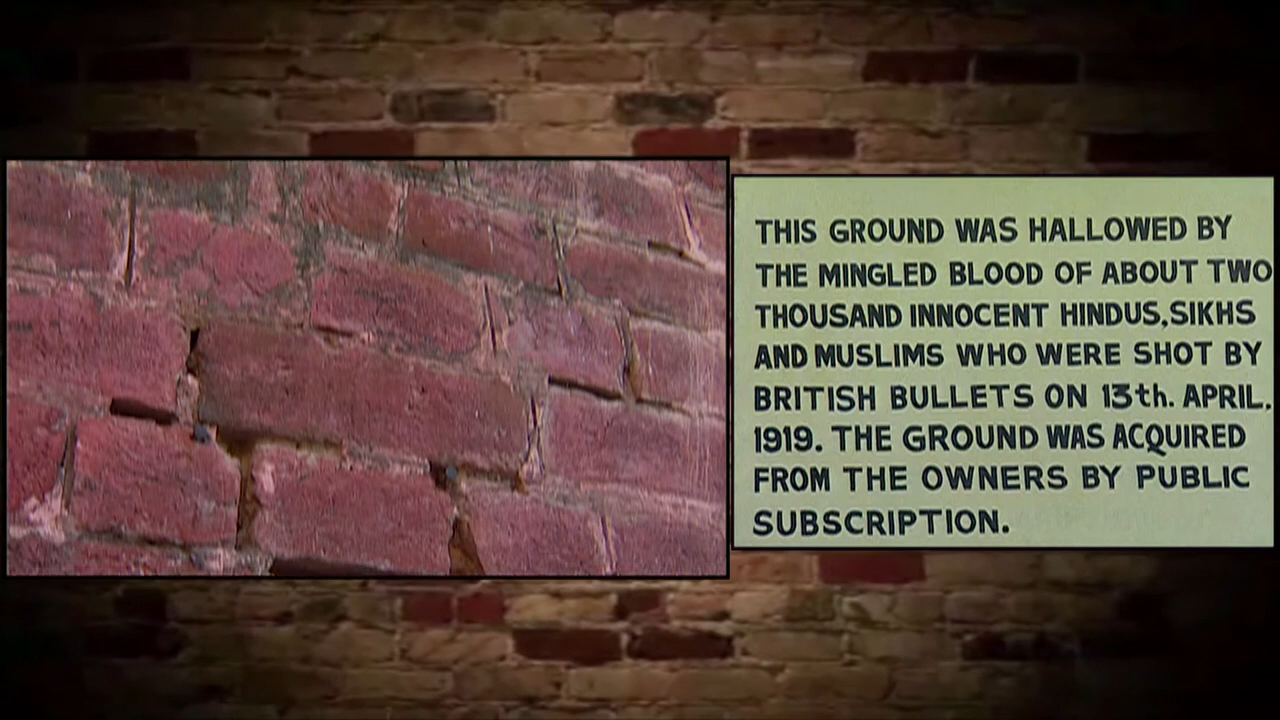 THIS GROUND WAS HALLOWED BY
THE MINGLED BLOOD OF ABOUT TWO
THOUSAND INNOCENT HINDUS,SIKHS
AND MUSLIMS WHO WERE SHOT BY
BRITISH BULLETS ON 13th. APRIL.
1919. THE GROUND WAS ACQUIRED
FROM THE OWNERS BY PUBLIC
SUBSCRIPTION.